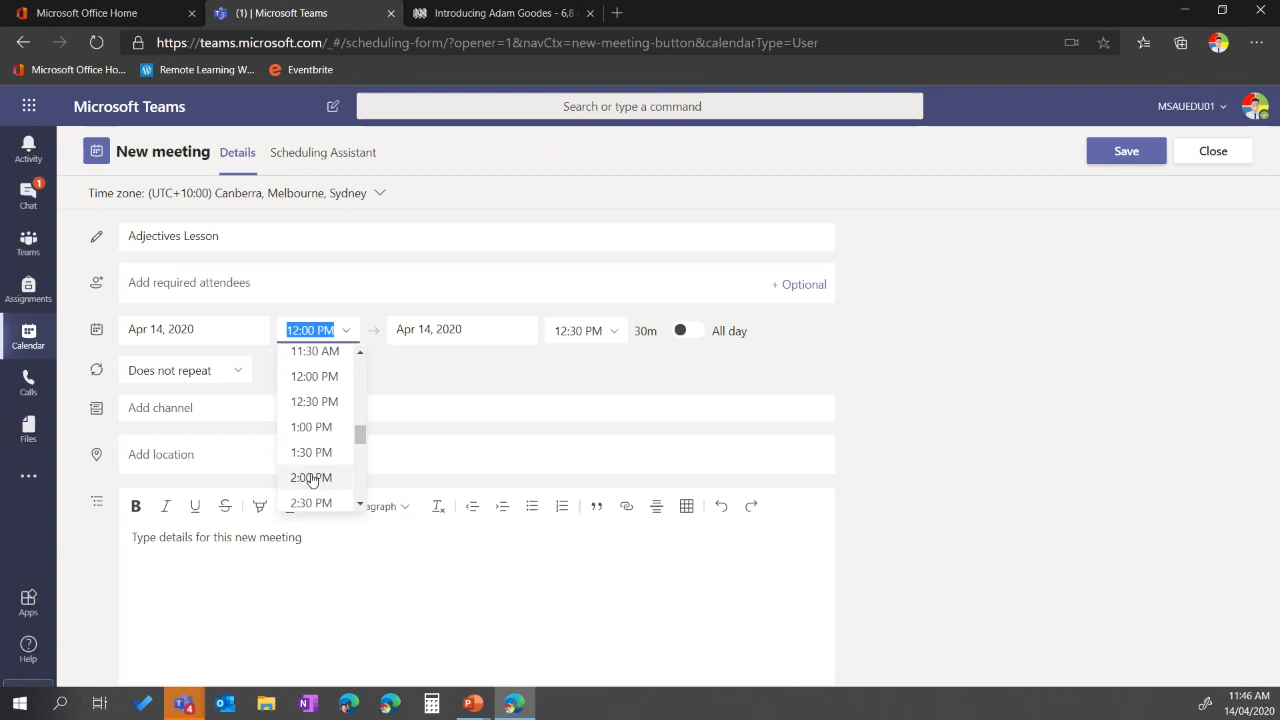 Microsoft Office Home
(1) | Microsoft Teams
Introducing Adam Goodes - 6,8
https://teams.microsoft.com/_#/scheduling-form/?opener=1&navCtx=new-meeting-button&calendarType=User
Microsoft Office Ho...
Remote Learning W...
Eventbrite
Microsoft Teams
Search or type a command
MSAUEDU01
Activity
Chat
1
Teams
Assignments
Calendar
Calls
Files
Apps
Help
New meeting
Details
Scheduling Assistant
Save
Close
Time zone: (UTC+10:00) Canberra, Melbourne, Sydney
Adjectives Lesson
Add required attendees
+ Optional
Apr 14, 2020
12:00 PM
Apr 14, 2020
12:30 PM
30m
All day
Does not repeat
11:30 AM
12:00 PM
12:30 PM
1:00 PM
1:30 PM
2:00 PM
2:30 PM
Add channel
Add location
B I U S
agraph
Type details for this new meeting
4
11:46 AM
14/04/2020